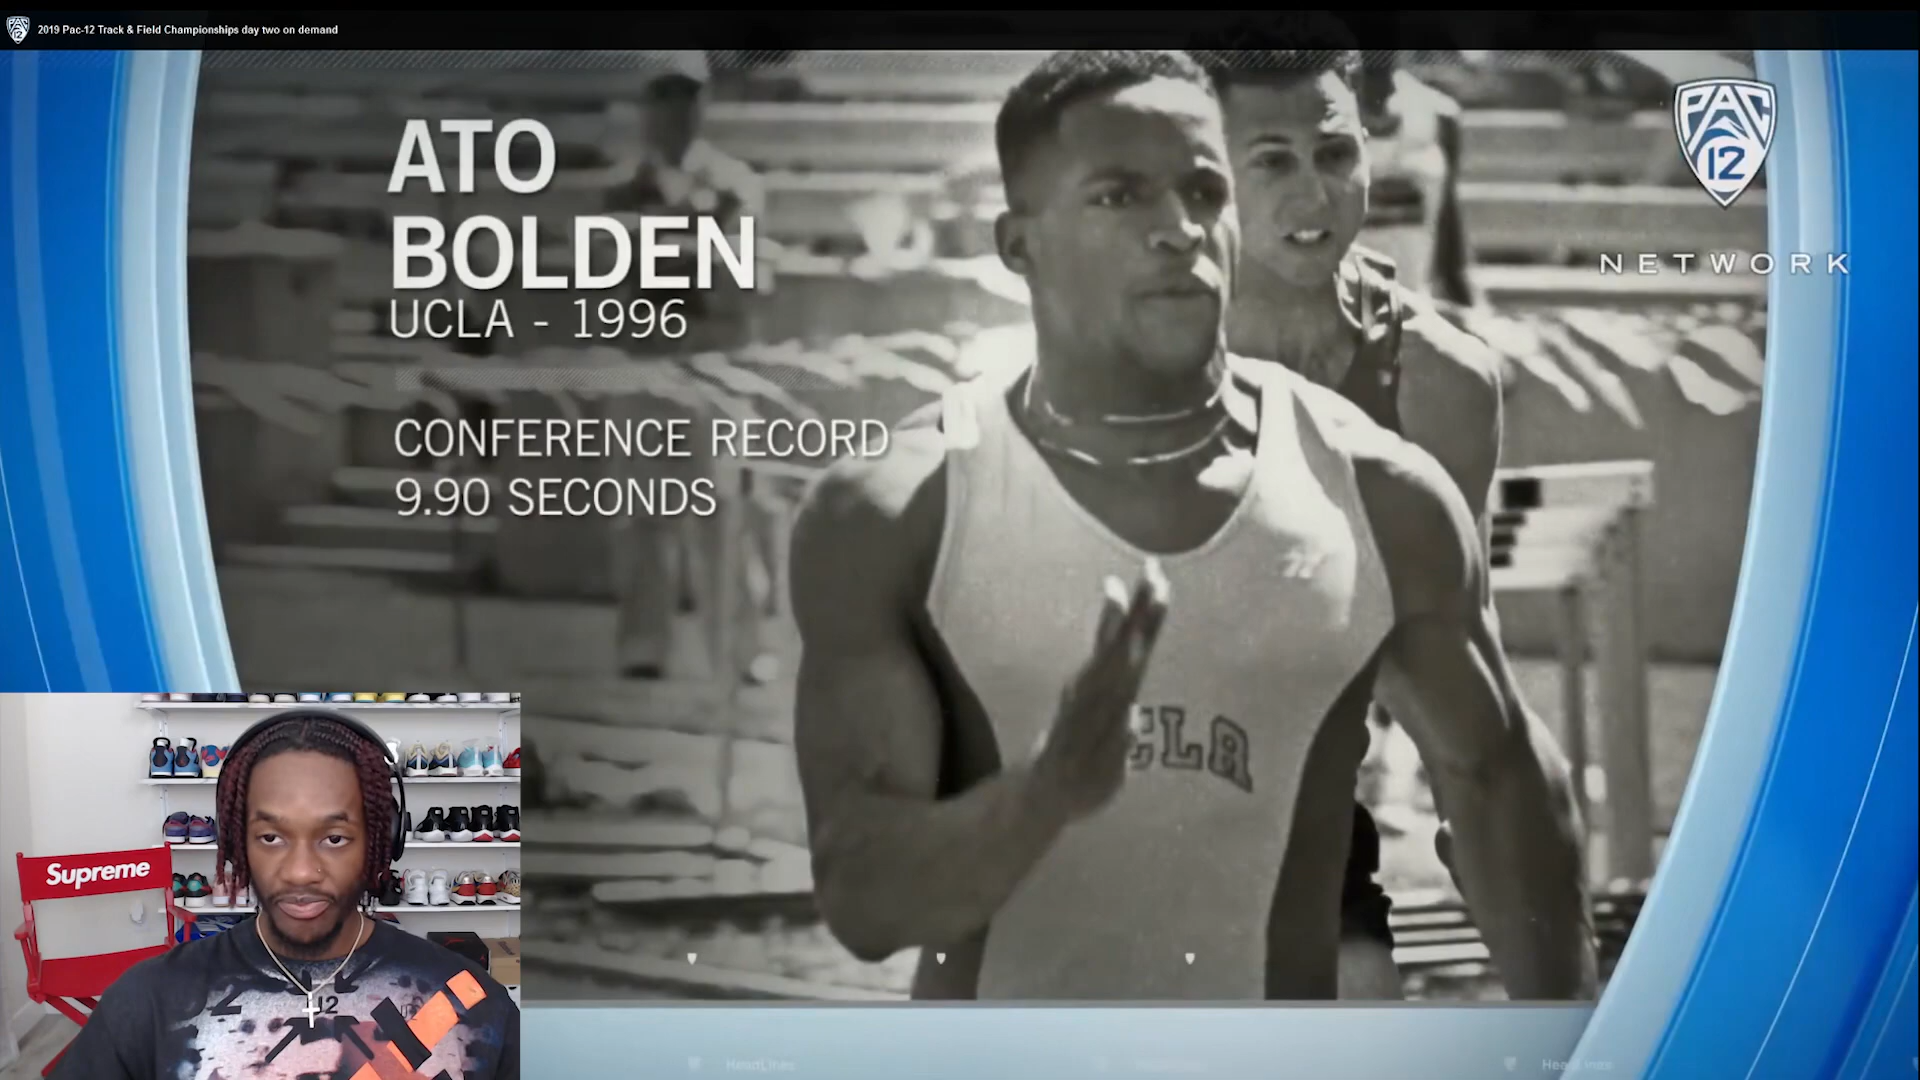 2019 Pac-12 Track & Field Championships day two on demand
ATO
BOLDEN
UCLA - 1996
CONFERENCE RECORD
9.90 SECONDS
PAC
12
NETWORK
CLA
Supreme
HeadLines